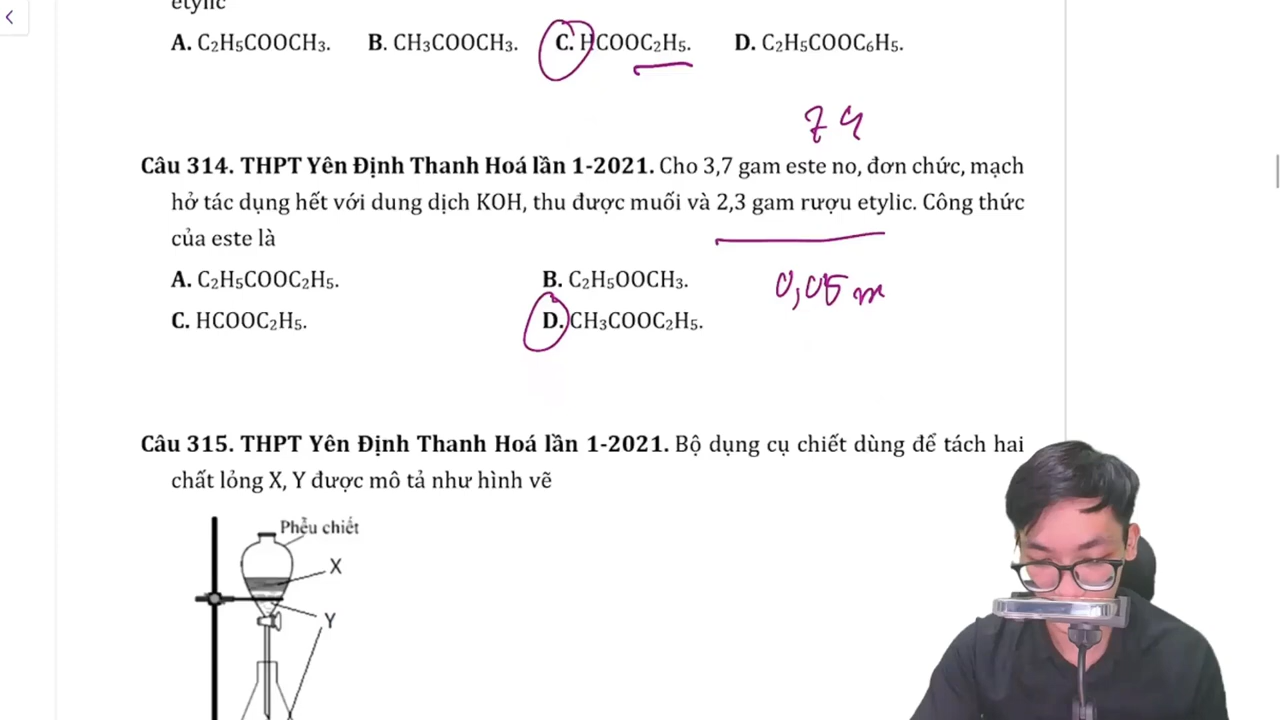 etylic
A. C₂H₅COOCH₃. B. CH₃COOCH₃. C. HCOOC₂H₅. D. C₂H₅COOC₆H₅.
74
Câu 314. THPT Yên Định Thanh Hoá lần 1-2021. Cho 3,7 gam este no, đơn chức, mạch
hở tác dụng hết với dung dịch KOH, thu được muối và 2,3 gam rượu etylic. Công thức
của este là
A. C₂H₅COOC₂H₅. B. C₂H₅OOCH₃.
0,05 m
C. HCOOC₂H₅. D. CH₃COOC₂H₅.
Câu 315. THPT Yên Định Thanh Hoá lần 1-2021. Bộ dụng cụ chiết dùng để tách hai
chất lỏng X, Y được mô tả như hình vẽ
Phễu chiết
X
Y